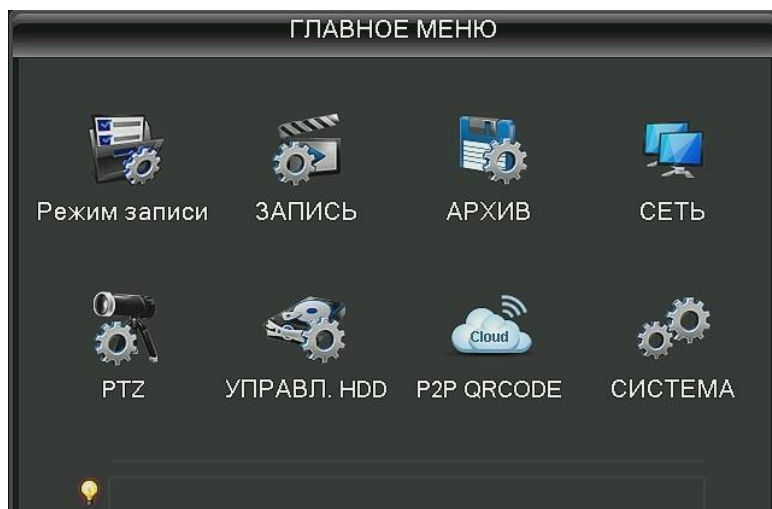 ГЛАВНОЕ МЕНЮ
Режим записи ЗАПИСЬ АРХИВ СЕТЬ
Cloud
PTZ УПРАВЛ. HDD P2P QRCODE СИСТЕМА